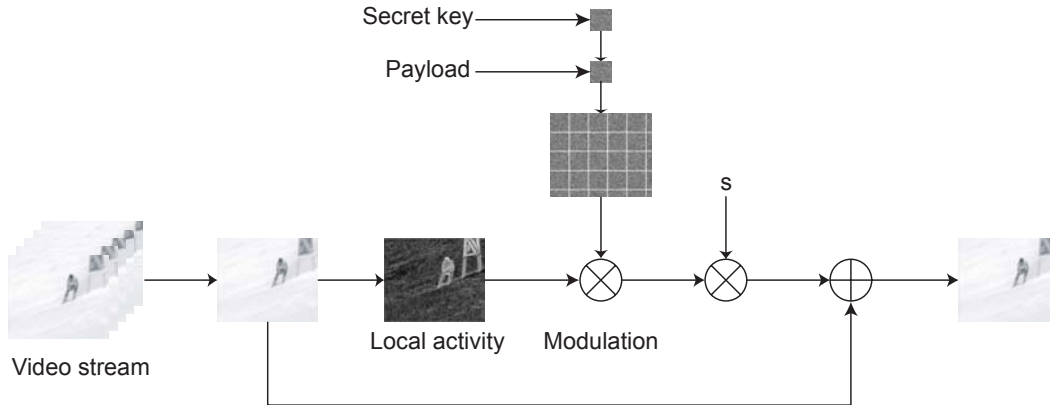 Secret key
Payload
s
Local activity
Modulation
Video stream